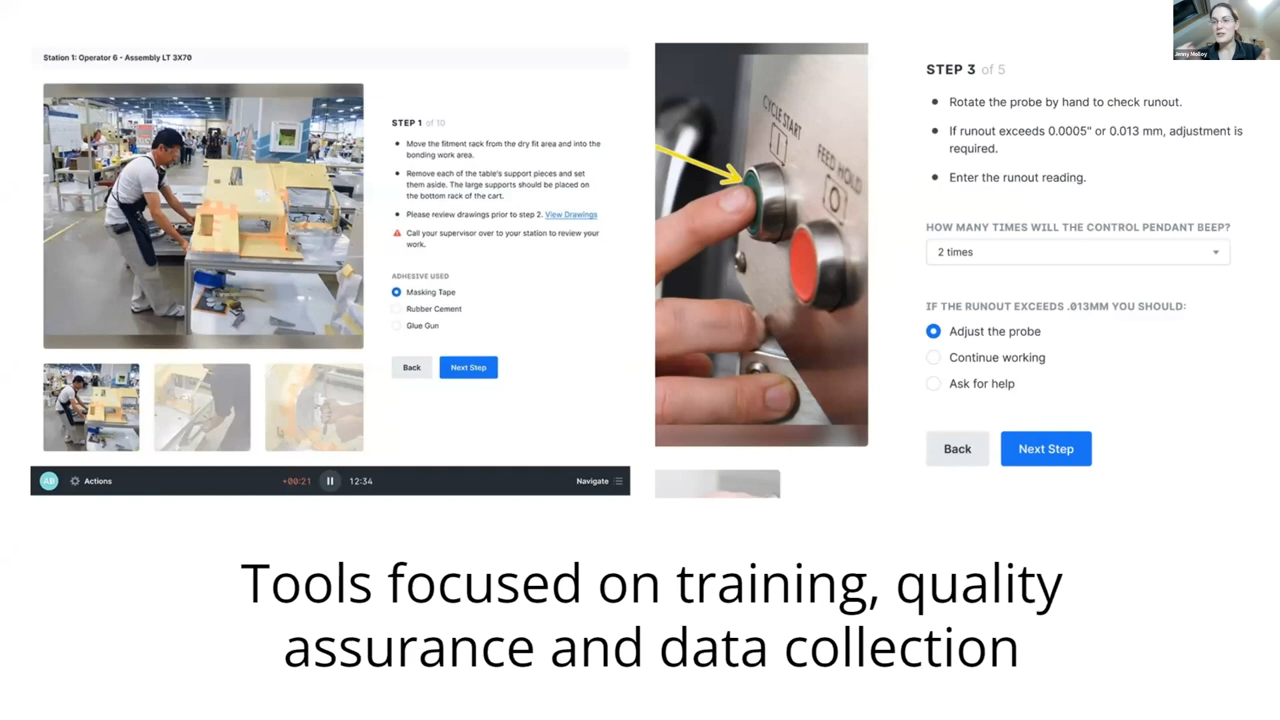 Jenny Molloy
Station 1: Operator 6 - Assembly LT 3X70
STEP 1 of 10
Move the fitment rack from the dry fit area and into the
bonding work area.
Remove each of the table's support pieces and set
them aside. The large supports should be placed on
the bottom rack of the cart.
Please review drawings prior to step 2. View Drawings
Call your supervisor over to your station to review your
work.
ADHESIVE USED
Masking Tape
Rubber Cement
Glue Gun
Back
Next Step
AB
Actions
+00:21
12:34
Navigate
CYCLE START
FEED HOLD
STEP 3 of 5
Rotate the probe by hand to check runout.
If runout exceeds 0.0005" or 0.013 mm, adjustment is
required.
Enter the runout reading.
HOW MANY TIMES WILL THE CONTROL PENDANT BEEP?
2 times
IF THE RUNOUT EXCEEDS .013MM YOU SHOULD:
Adjust the probe
Continue working
Ask for help
Back
Next Step
Tools focused on training, quality
assurance and data collection